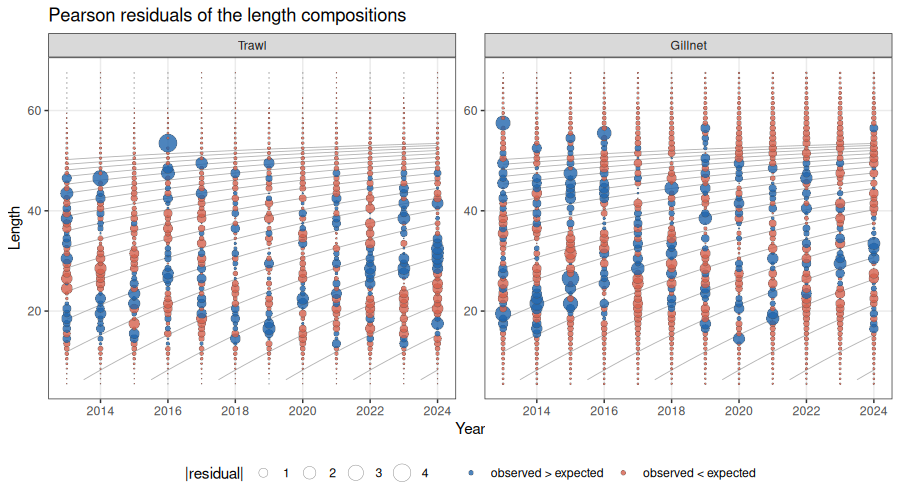 Pearson residuals of the length compositions
Trawl
Gillnet
Length
60
40
20
60
40
20
2014 2016 2018 2020 2022 2024
2014 2016 2018 2020 2022 2024
Year
|residual| 1 2 3 4 observed > expected observed < expected